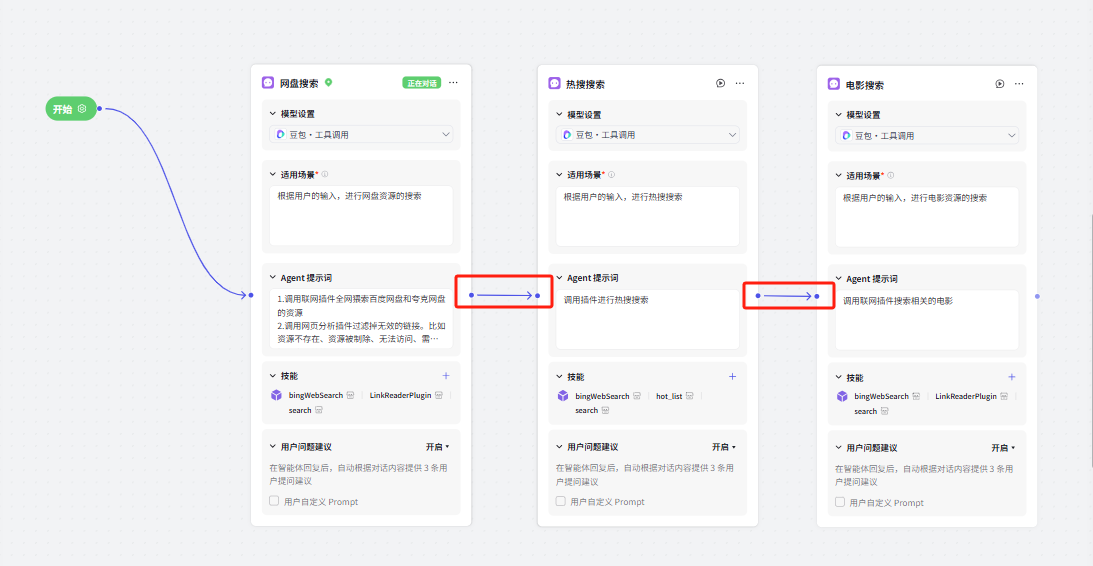 开始
网盘搜索
正在对话
模型设置
豆包·工具调用
适用场景*
根据用户的输入，进行网盘资源的搜索
Agent 提示词
1.调用联网插件全网猥索百度网盘和夸克网盘
的资源
2.调用网页分析插件过滤掉无效的链接。比如
资源不存在、资源被制除、无法访问、需…
技能
bingWebSearch
LinkReaderPlugin
search
用户问题建议
开启
在智能体回复后，自动根据对话内容提供 3 条用
户提问建议
用户自定义 Prompt
热搜搜索
模型设置
豆包·工具调用
适用场景*
根据用户的输入，进行热搜搜索
Agent 提示词
调用插件进行热搜搜索
技能
bingWebSearch
hot_list
search
用户问题建议
开启
在智能体回复后，自动根据对话内容提供 3 条用
户提问建议
用户自定义 Prompt
电影搜索
模型设置
豆包·工具调用
适用场景*
根据用户的输入，进行电影资源的搜索
Agent 提示词
调用联网插件搜索相关的电影
技能
bingWebSearch
LinkReaderPlugin
search
用户问题建议
开启
在智能体回复后，自动根据对话内容提供 3 条用
户提问建议
用户自定义 Prompt